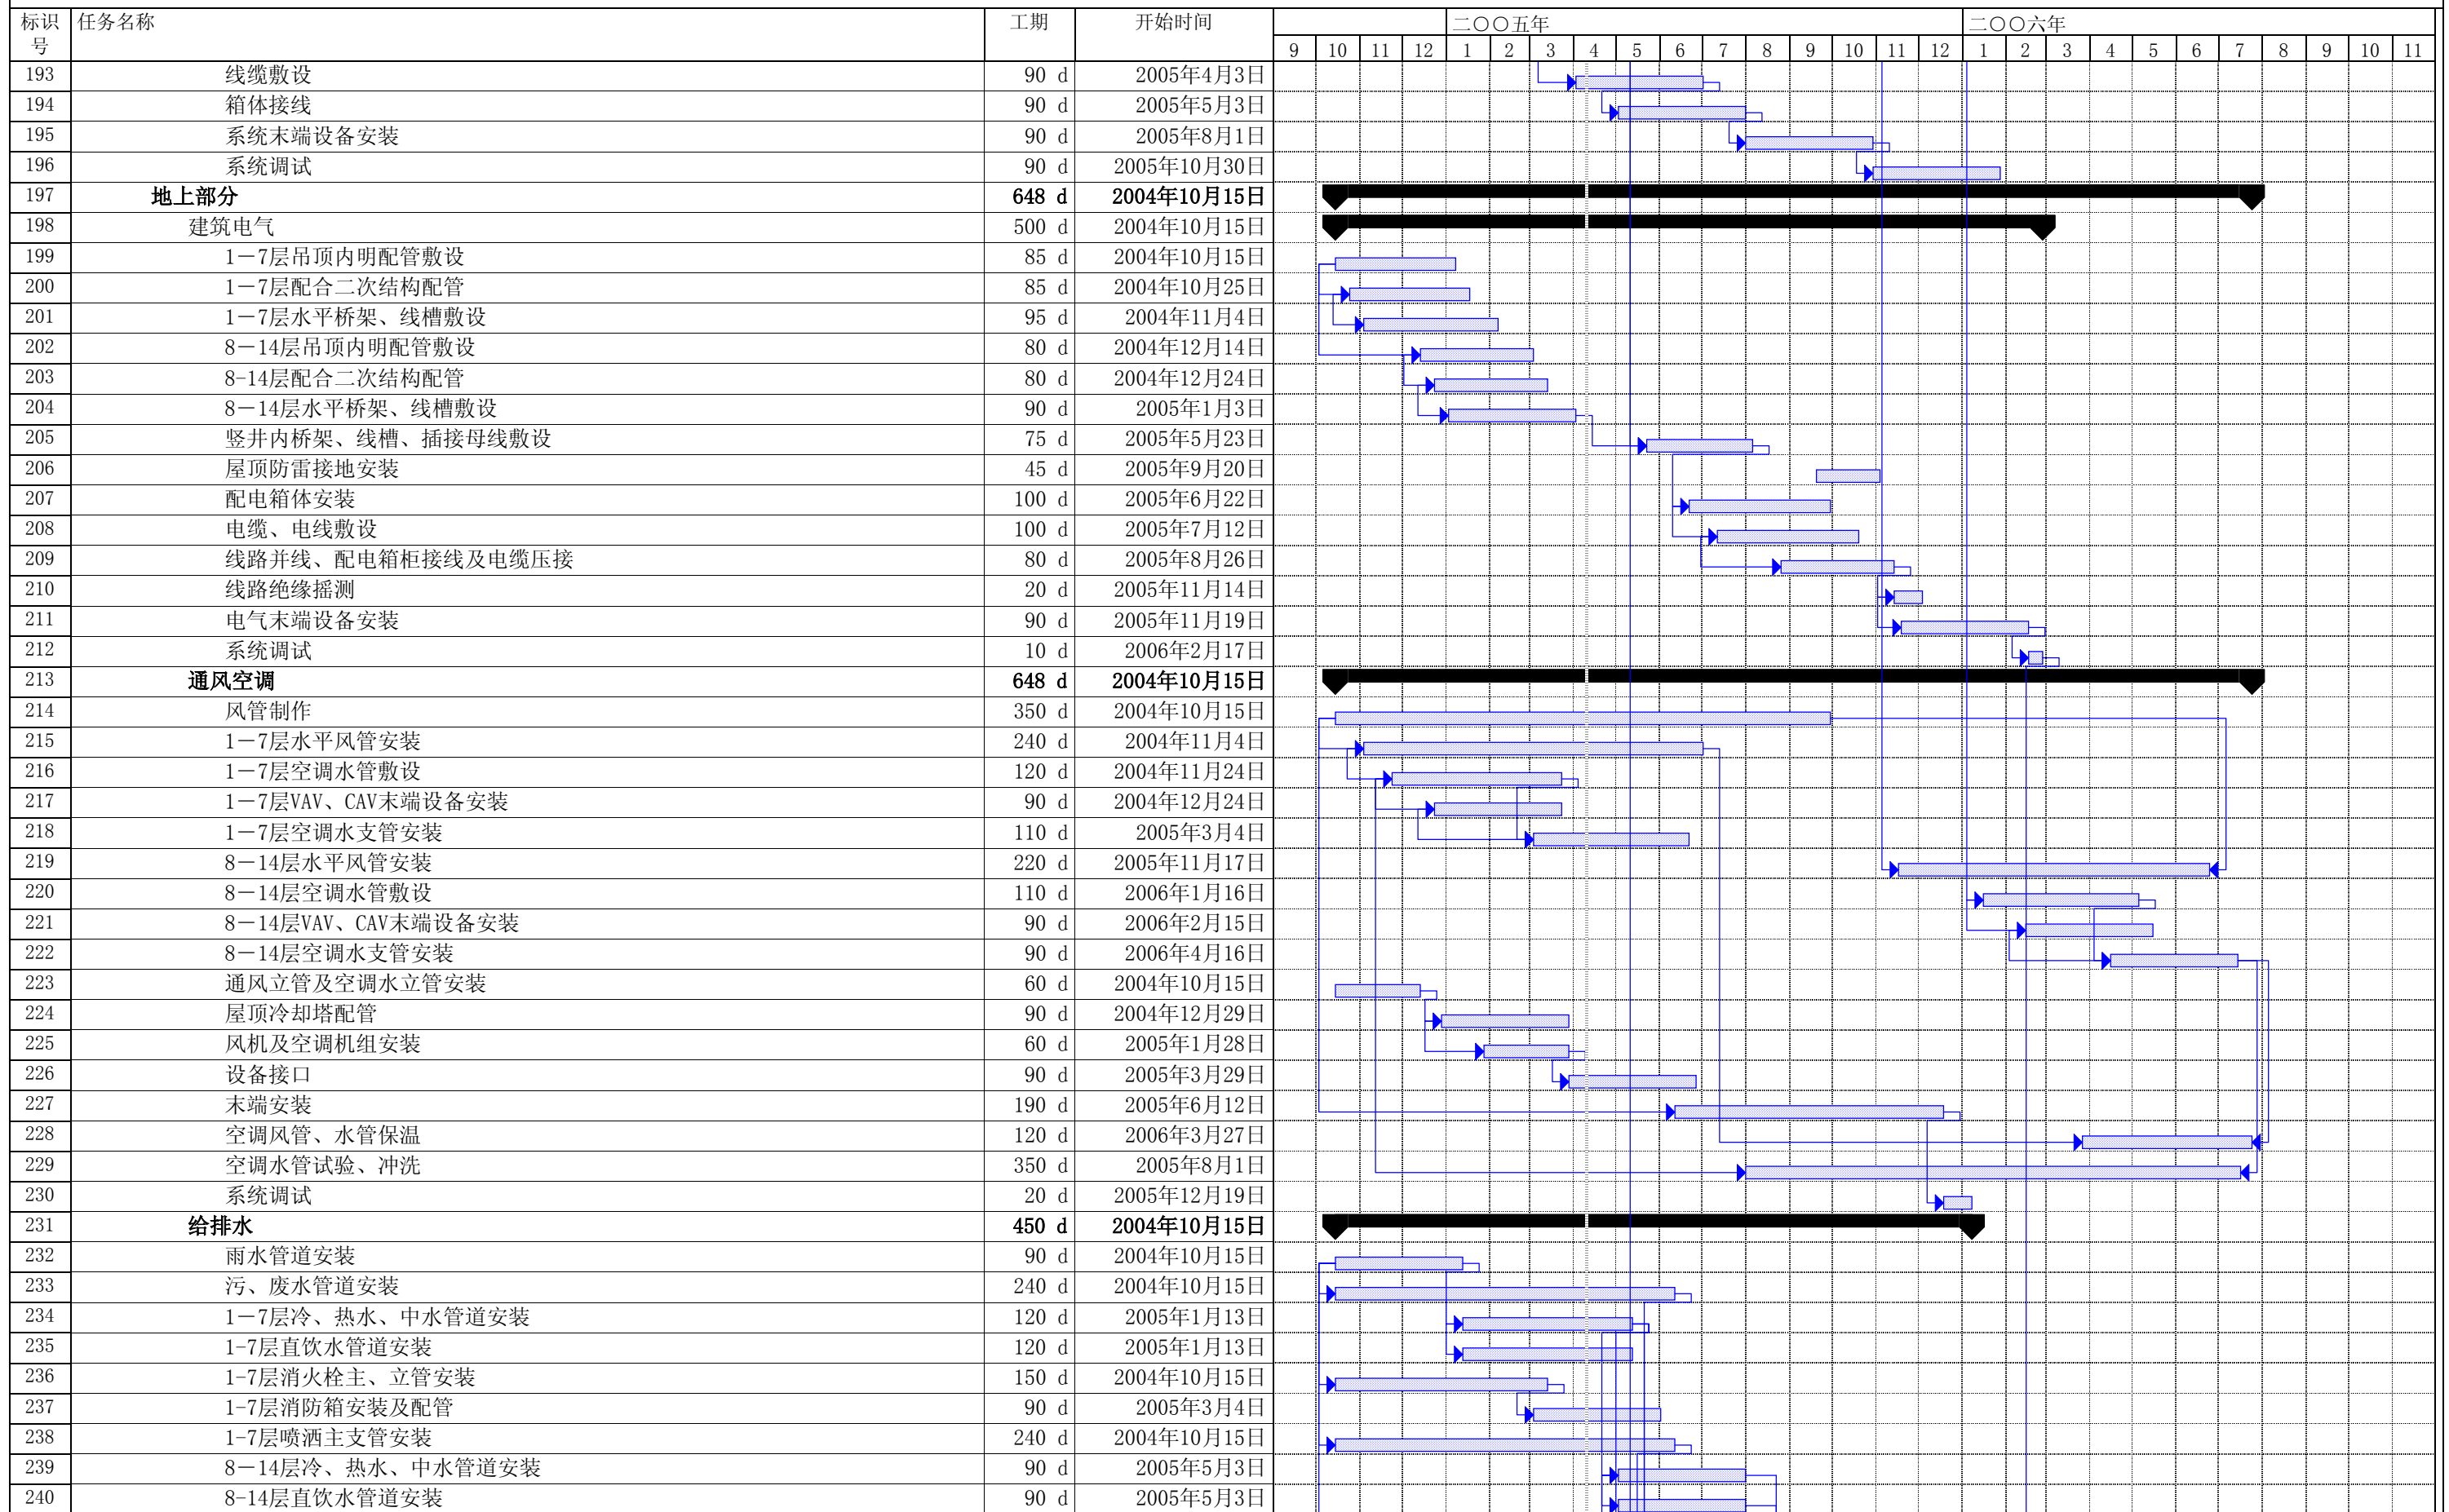 标识号 任务名称 工期 开始时间 二〇〇五年 二〇〇六年
9 10 11 12 1 2 3 4 5 6 7 8 9 10 11 12 1 2 3 4 5 6 7 8 9 10 11
193 线缆敷设 90 d 2005年4月3日
194 箱体接线 90 d 2005年5月3日
195 系统末端设备安装 90 d 2005年8月1日
196 系统调试 90 d 2005年10月30日
197 地上部分 648 d 2004年10月15日
198 建筑电气 500 d 2004年10月15日
199 1－7层吊顶内明配管敷设 85 d 2004年10月15日
200 1－7层配合二次结构配管 85 d 2004年10月25日
201 1－7层水平桥架、线槽敷设 95 d 2004年11月4日
202 8－14层吊顶内明配管敷设 80 d 2004年12月14日
203 8-14层配合二次结构配管 80 d 2004年12月24日
204 8－14层水平桥架、线槽敷设 90 d 2005年1月3日
205 竖井内桥架、线槽、插接母线敷设 75 d 2005年5月23日
206 屋顶防雷接地安装 45 d 2005年9月20日
207 配电箱体安装 100 d 2005年6月22日
208 电缆、电线敷设 100 d 2005年7月12日
209 线路并线、配电箱柜接线及电缆压接 80 d 2005年8月26日
210 线路绝缘摇测 20 d 2005年11月14日
211 电气末端设备安装 90 d 2005年11月19日
212 系统调试 10 d 2006年2月17日
213 通风空调 648 d 2004年10月15日
214 风管制作 350 d 2004年10月15日
215 1－7层水平风管安装 240 d 2004年11月4日
216 1－7层空调水管敷设 120 d 2004年11月24日
217 1－7层VAV、CAV末端设备安装 90 d 2004年12月24日
218 1－7层空调水支管安装 110 d 2005年3月4日
219 8－14层水平风管安装 220 d 2005年11月17日
220 8－14层空调水管敷设 110 d 2006年1月16日
221 8－14层VAV、CAV末端设备安装 90 d 2006年2月15日
222 8－14层空调水支管安装 90 d 2006年4月16日
223 通风立管及空调水立管安装 60 d 2004年10月15日
224 屋顶冷却塔配管 90 d 2004年12月29日
225 风机及空调机组安装 60 d 2005年1月28日
226 设备接口 90 d 2005年3月29日
227 末端安装 190 d 2005年6月12日
228 空调风管、水管保温 120 d 2006年3月27日
229 空调水管试验、冲洗 350 d 2005年8月1日
230 系统调试 20 d 2005年12月19日
231 给排水 450 d 2004年10月15日
232 雨水管道安装 90 d 2004年10月15日
233 污、废水管道安装 240 d 2004年10月15日
234 1－7层冷、热水、中水管道安装 120 d 2005年1月13日
235 1-7层直饮水管道安装 120 d 2005年1月13日
236 1-7层消火栓主、立管安装 150 d 2004年10月15日
237 1-7层消防箱安装及配管 90 d 2005年3月4日
238 1-7层喷洒主支管安装 240 d 2004年10月15日
239 8－14层冷、热水、中水管道安装 90 d 2005年5月3日
240 8-14层直饮水管道安装 90 d 2005年5月3日